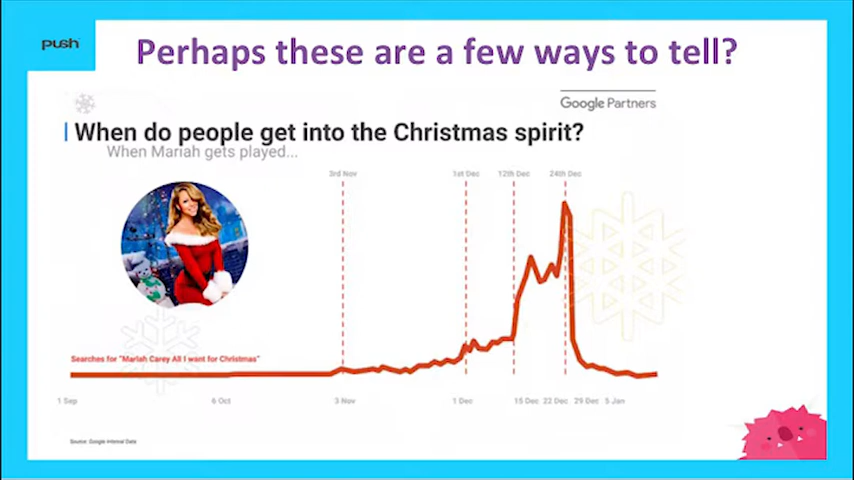 push
Perhaps these are a few ways to tell?
Google Partners
When do people get into the Christmas spirit?
When Mariah gets played...
3rd Nov 1st Dec 12th Dec 24th Dec
Searches for "Mariah Carey All I want for Christmas"
1 Sep 6 Oct 3 Nov 1 Dec 15 Dec 22 Dec 29 Dec 5 Jan
Source: Google Internal Data